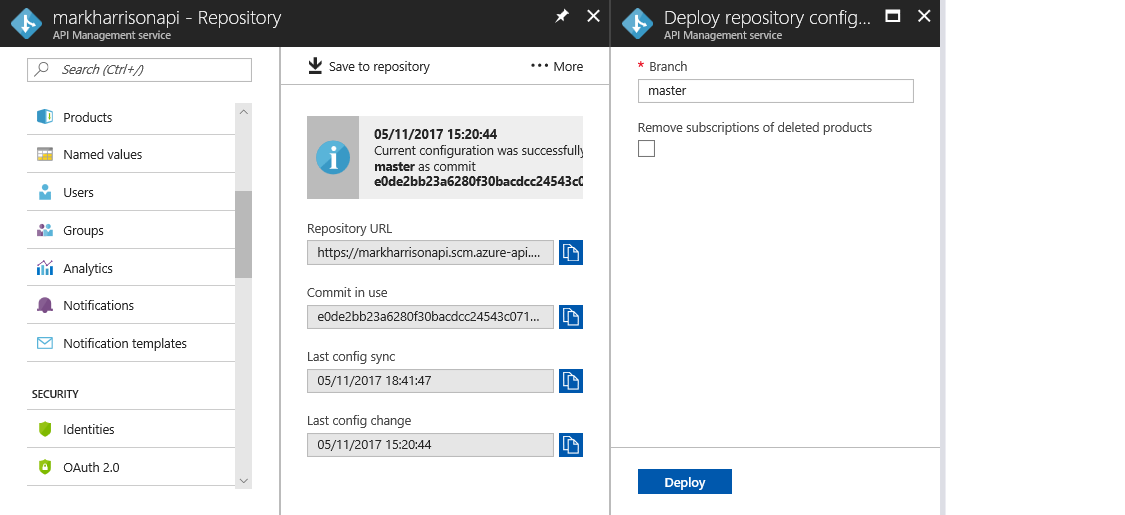 markharrisonapi - Repository
API Management service
Search (Ctrl+/)
Products
Named values
Users
Groups
Analytics
Notifications
Notification templates
SECURITY
Identities
OAuth 2.0
Save to repository
More
05/11/2017 15:20:44
Current configuration was successfully
master as commit
e0de2bb23a6280f30bacdcc24543c0
Repository URL
https://markharrisonapi.scm.azure-api....
Commit in use
e0de2bb23a6280f30bacdcc24543c071...
Last config sync
05/11/2017 18:41:47
Last config change
05/11/2017 15:20:44
Deploy repository config...
API Management service
* Branch
master
Remove subscriptions of deleted products
Deploy